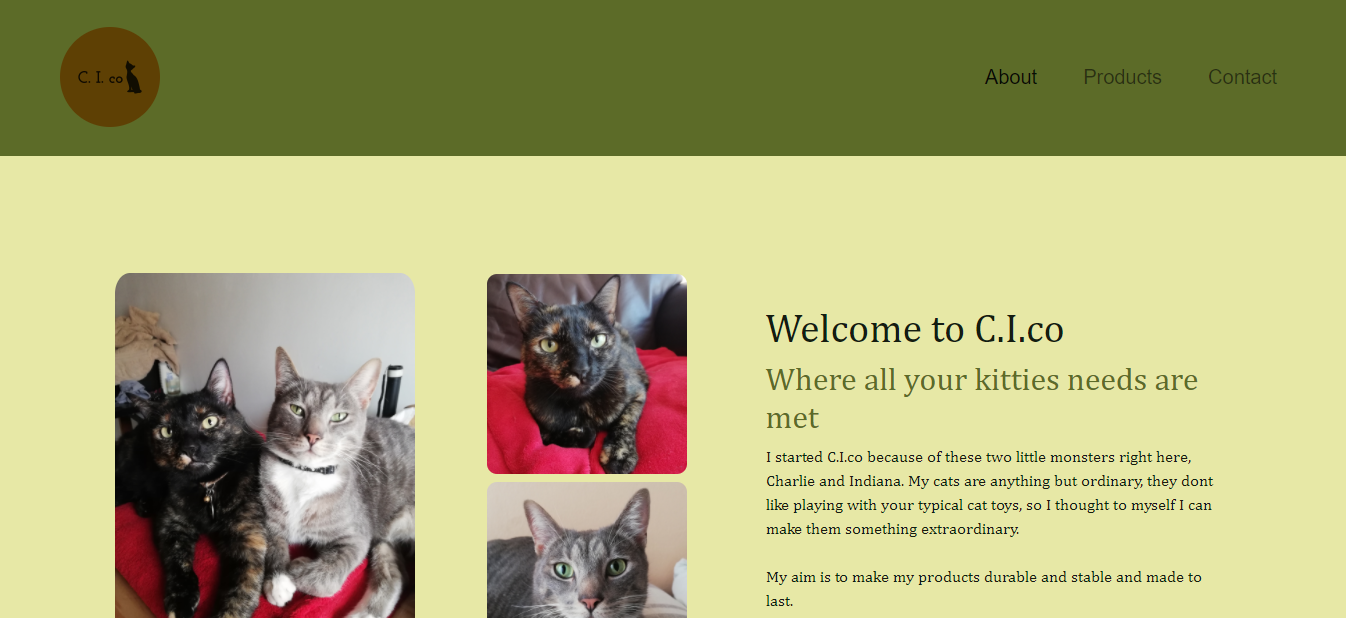 C. I. co
About Products Contact
Welcome to C.I.co
Where all your kitties needs are
met
I started C.I.co because of these two little monsters right here,
Charlie and Indiana. My cats are anything but ordinary, they dont
like playing with your typical cat toys, so I thought to myself I can
make them something extraordinary.
My aim is to make my products durable and stable and made to
last.